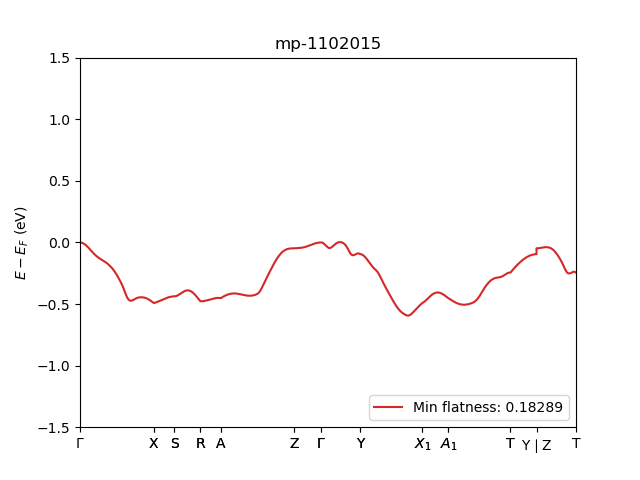 mp-1102015
E − E_F (eV)
1.5
1.0
0.5
0.0
−0.5
−1.0
−1.5
Min flatness: 0.18289
Γ X S R A Z Γ Y X₁ A₁ T Y | Z T